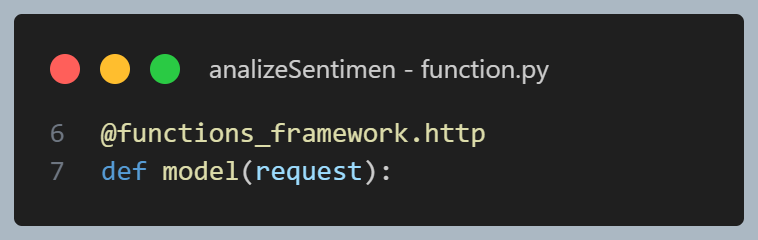 analizeSentimen - function.py
6 @functions_framework.http
7 def model(request):